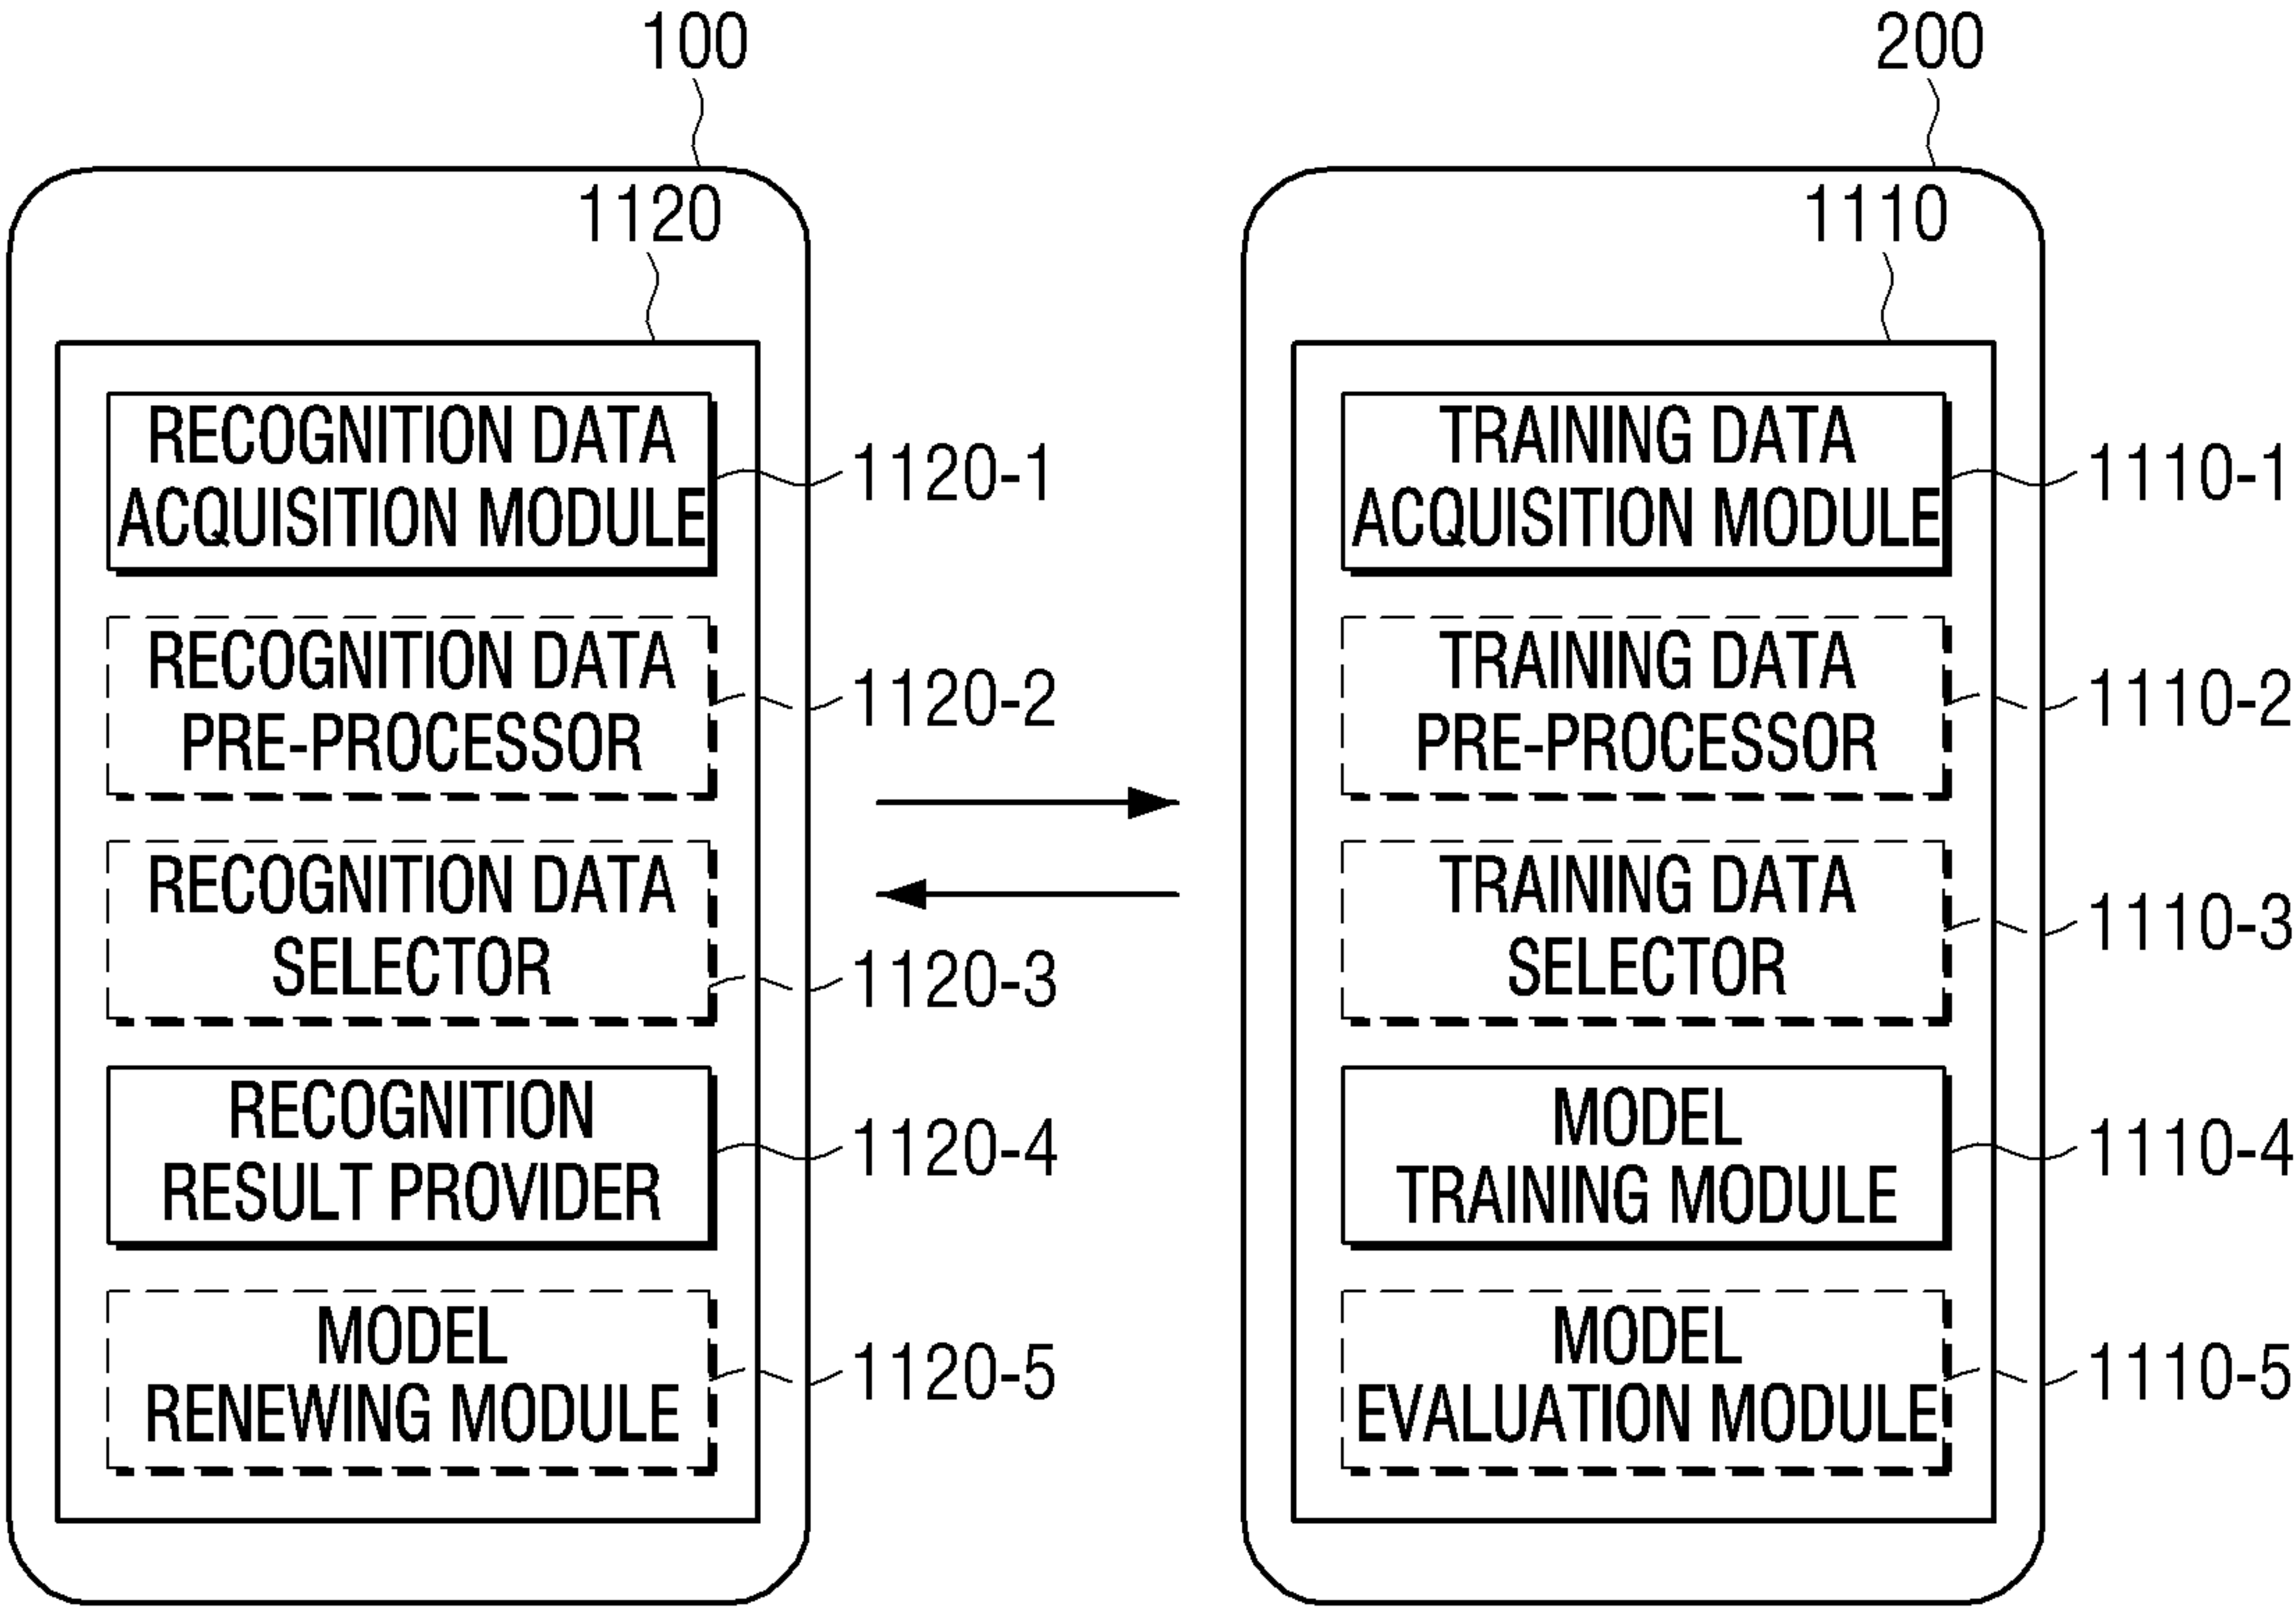 100
1120
RECOGNITION DATA
ACQUISITION MODULE
1120-1
RECOGNITION DATA
PRE-PROCESSOR
1120-2
RECOGNITION DATA
SELECTOR
1120-3
RECOGNITION
RESULT PROVIDER
1120-4
MODEL
RENEWING MODULE
1120-5
200
1110
TRAINING DATA
ACQUISITION MODULE
1110-1
TRAINING DATA
PRE-PROCESSOR
1110-2
TRAINING DATA
SELECTOR
1110-3
MODEL
TRAINING MODULE
1110-4
MODEL
EVALUATION MODULE
1110-5